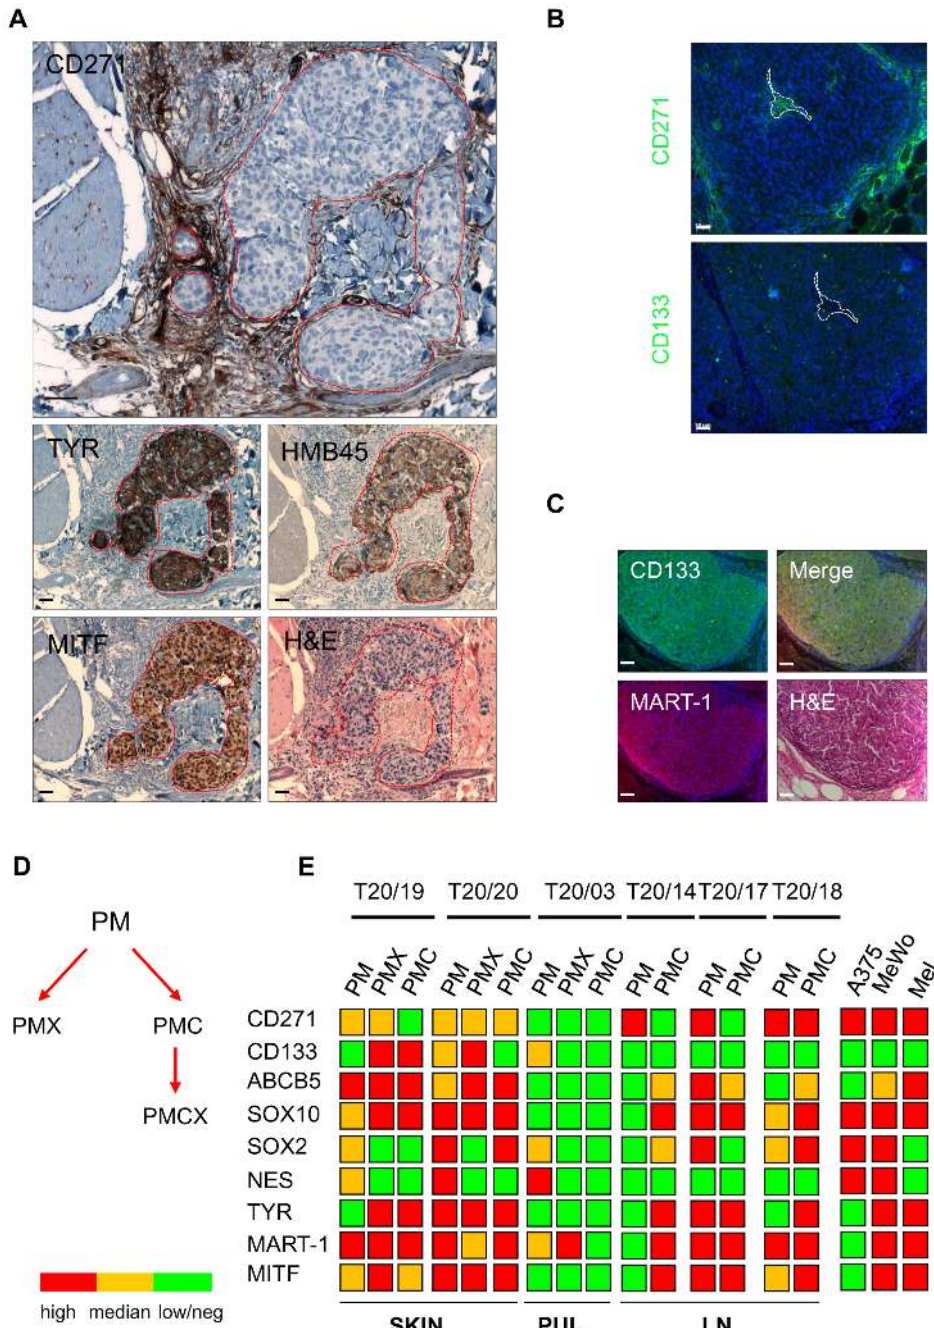 A
CD271
TYR
HMB45
MITF
H&E
B
CD271
CD133
C
CD133
Merge
MART-1
H&E
D
PM
PMX
PMC
PMCX
high
median
low/neg
E
T20/19
T20/20
T20/03
T20/14
T20/17
T20/18
PM
PMX
PMC
PM
PMX
PMC
PM
PMX
PMC
PM
PMC
PM
PMC
PM
PMC
A375
MeWo
CD271
CD133
ABCB5
SOX10
SOX2
NES
TYR
MART-1
MITF
SKIN
PUL
LN